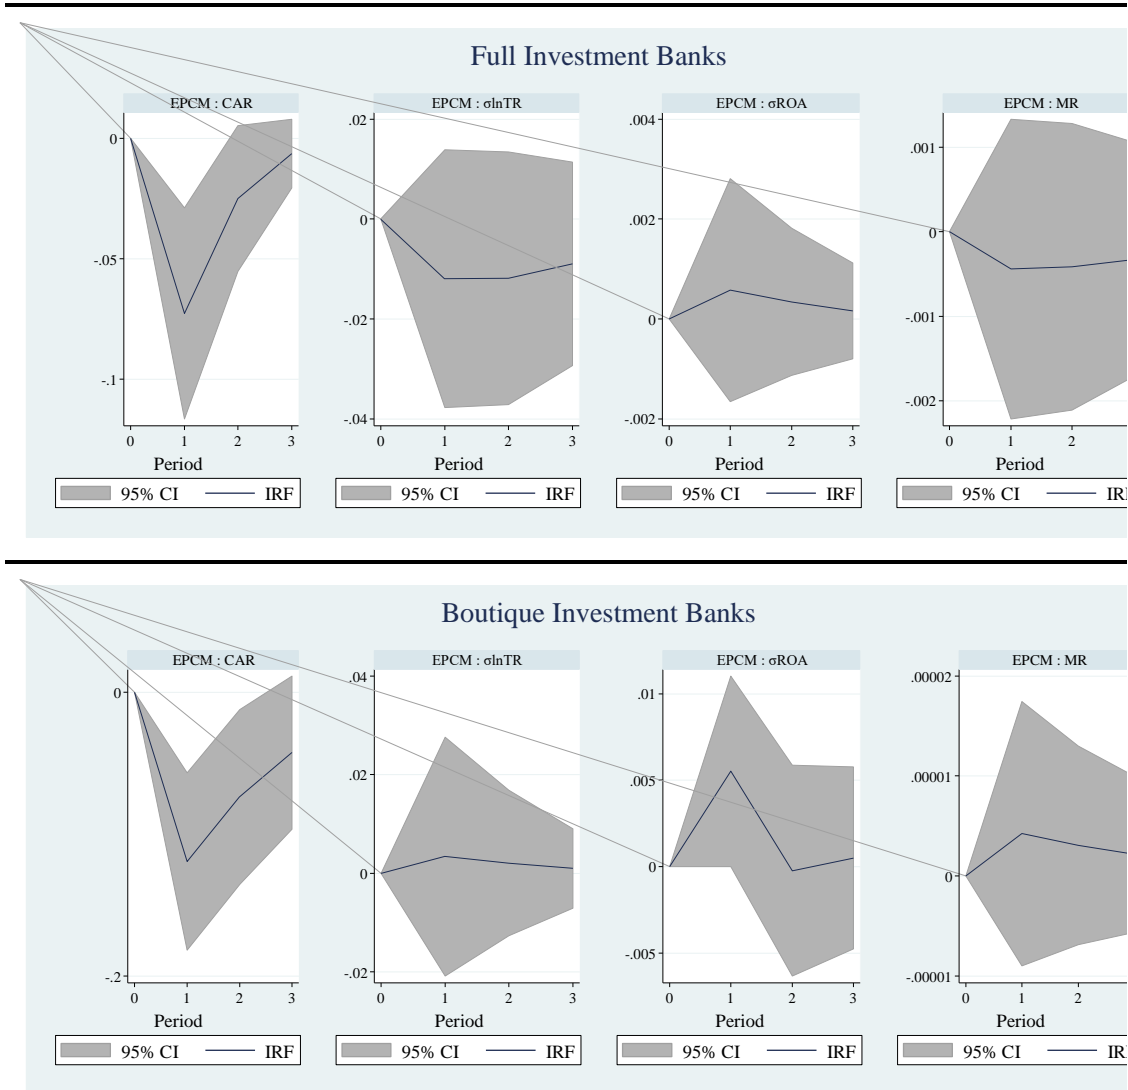 Full Investment Banks
EPCM : CAR
EPCM : σlnTR
EPCM : σROA
EPCM : MR
0
-.05
-.1
.02
0
-.02
-.04
.004
.002
0
-.002
.001
0
-.001
-.002
0 1 2 3
0 1 2 3
0 1 2 3
0 1 2
Period
Period
Period
Period
95% CI IRF
95% CI IRF
95% CI IRF
95% CI
Boutique Investment Banks
EPCM : CAR
EPCM : σlnTR
EPCM : σROA
EPCM : MR
0
-.2
.04
.02
0
-.02
.01
.005
0
-.005
.00002
.00001
0
-.00001
0 1 2 3
0 1 2 3
0 1 2 3
0 1 2
Period
Period
Period
Period
95% CI IRF
95% CI IRF
95% CI IRF
95% CI